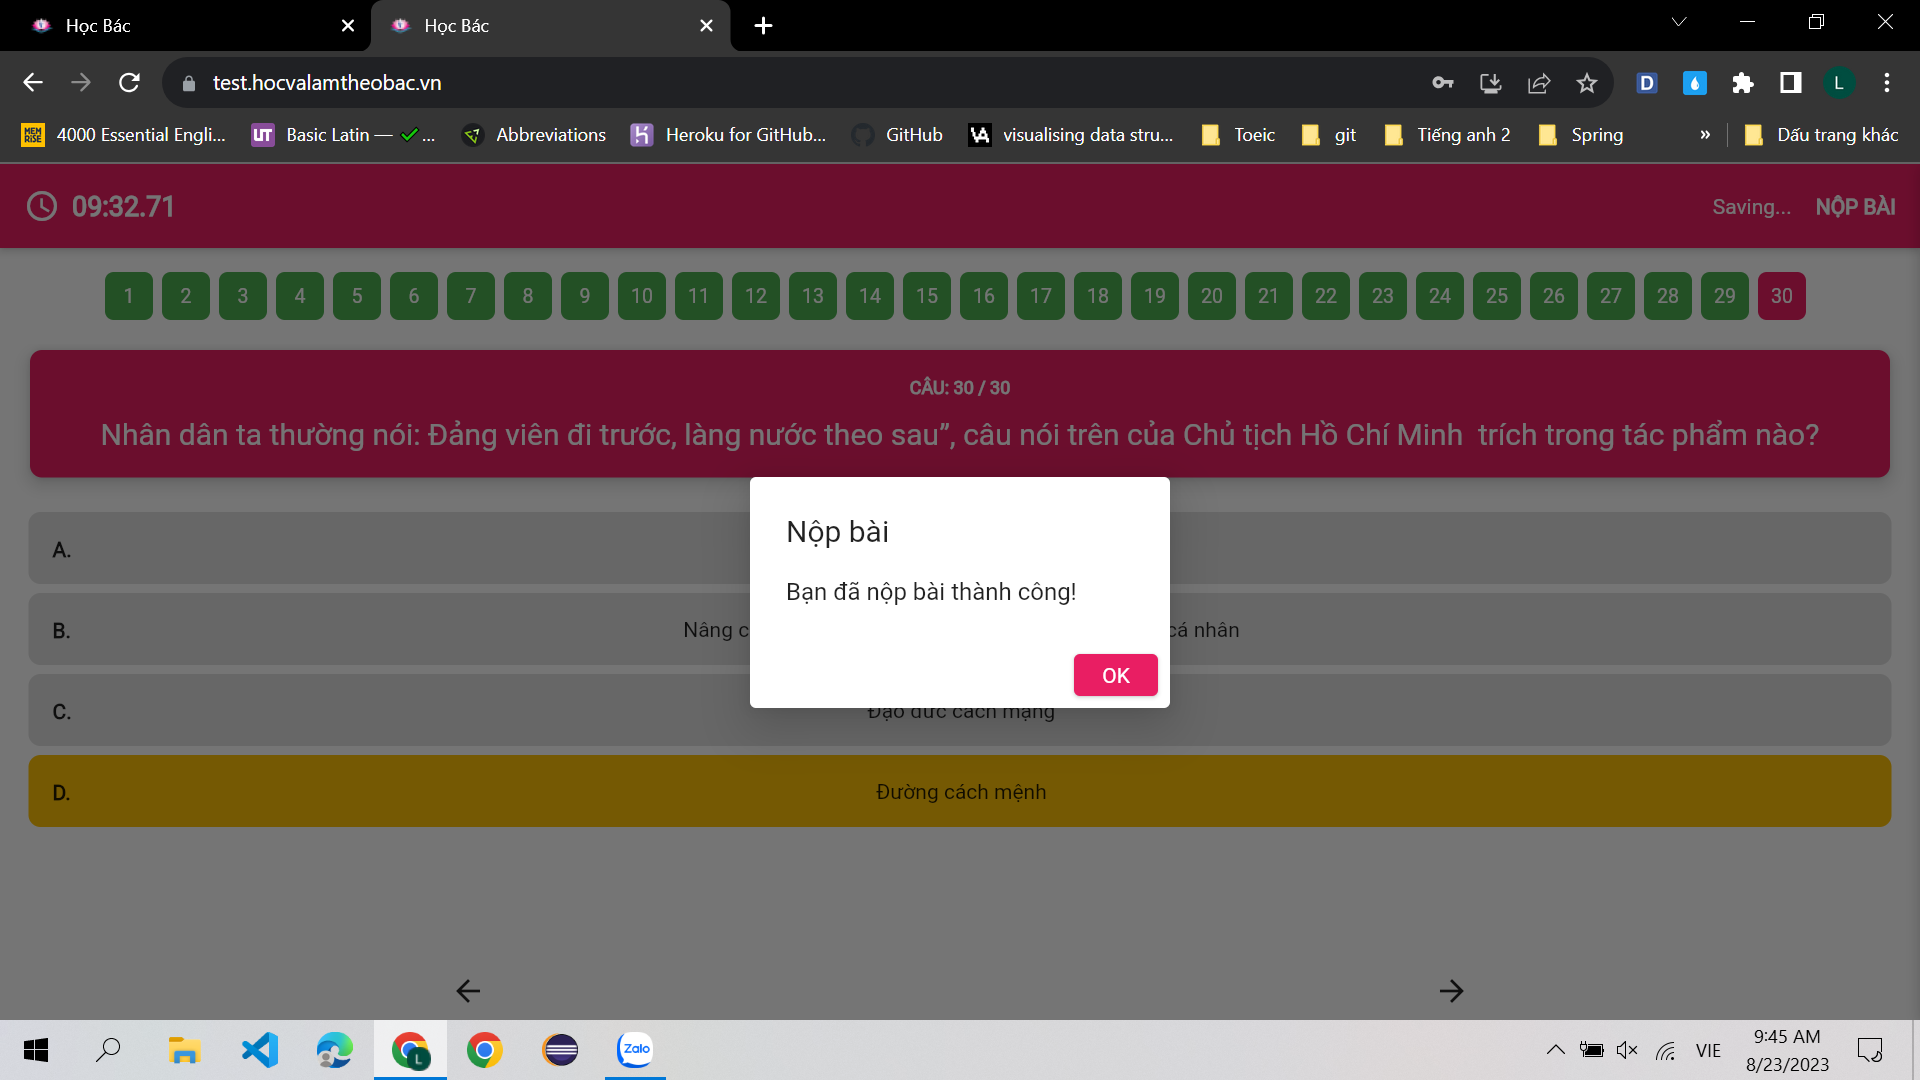 Học Bác
Học Bác
test.hocvalamtheobac.vn
L
MEM RISE
4000 Essential Engli...
UT
Basic Latin — ✓ ...
Abbreviations
Heroku for GitHub...
GitHub
visualising data stru...
Toeic
git
Tiếng anh 2
Spring
»
Dấu trang khác
09:32.71
Saving...
NỘP BÀI
1 2 3 4 5 6 7 8 9 10 11 12 13 14 15 16 17 18 19 20 21 22 23 24 25 26 27 28 29 30
CÂU: 30 / 30
Nhân dân ta thường nói: Đảng viên đi trước, làng nước theo sau”, câu nói trên của Chủ tịch Hồ Chí Minh  trích trong tác phẩm nào?
Nộp bài
Bạn đã nộp bài thành công!
OK
A.
B.
Nâng c
cá nhân
C.
Đạo đức cách mạng
D.
Đường cách mệnh
L
Zalo
VIE
9:45 AM
8/23/2023